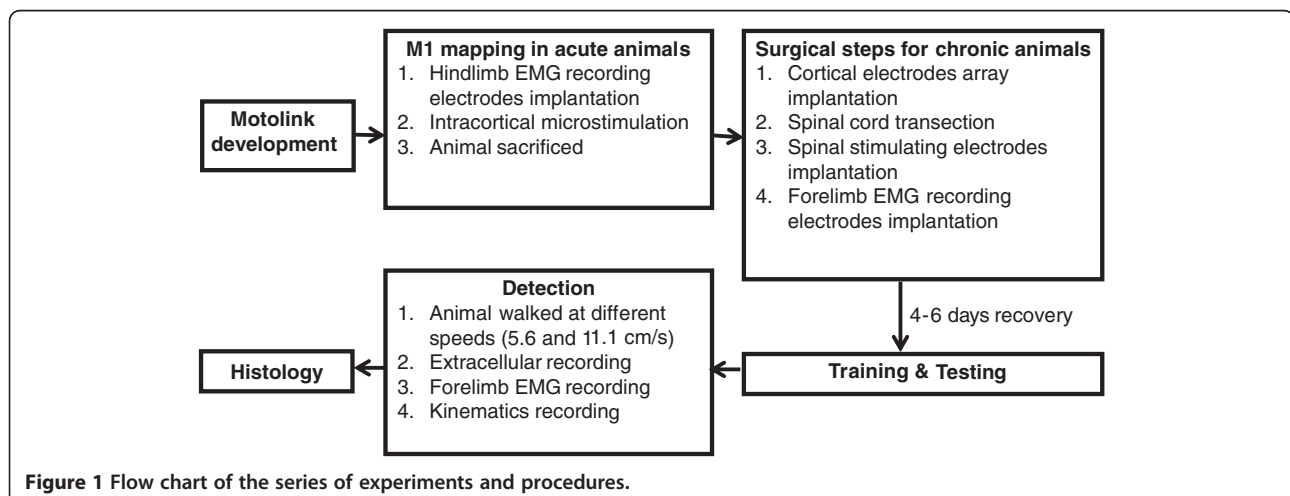 Motolink
development
M1 mapping in acute animals
1. Hindlimb EMG recording
electrodes implantation
2. Intracortical microstimulation
3. Animal sacrificed
Surgical steps for chronic animals
1. Cortical electrodes array
implantation
2. Spinal cord transection
3. Spinal stimulating electrodes
implantation
4. Forelimb EMG recording
electrodes implantation
4-6 days recovery
Training & Testing
Detection
1. Animal walked at different
speeds (5.6 and 11.1 cm/s)
2. Extracellular recording
3. Forelimb EMG recording
4. Kinematics recording
Histology
Figure 1 Flow chart of the series of experiments and procedures.